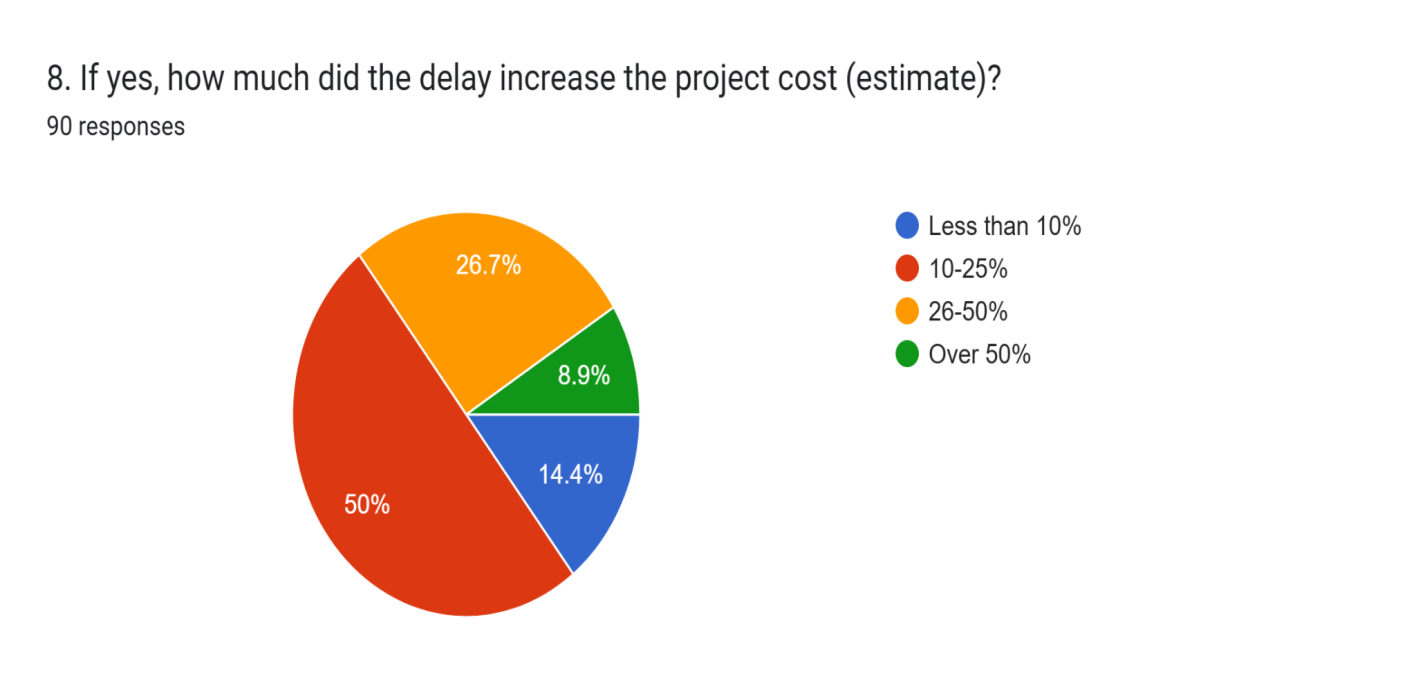 8. If yes, how much did the delay increase the project cost (estimate)?
90 responses
26.7%
8.9%
14.4%
50%
Less than 10%
10-25%
26-50%
Over 50%